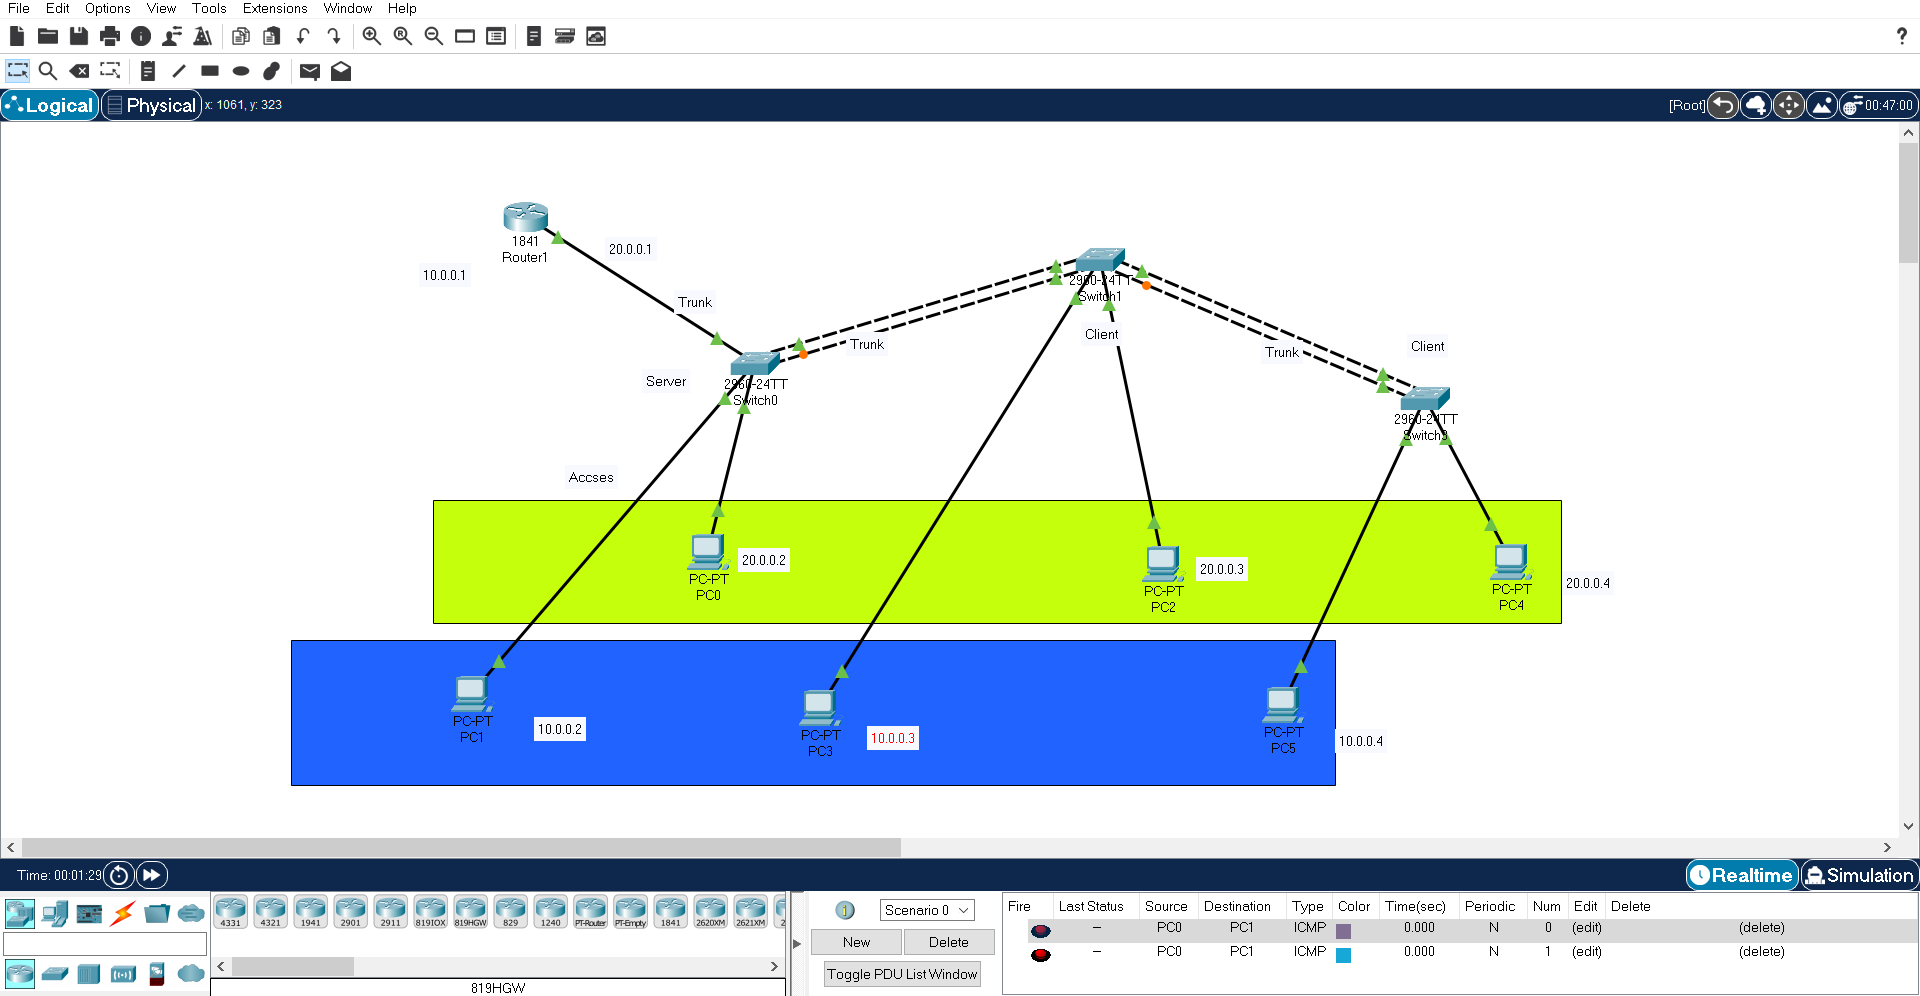 File Edit Options View Tools Extensions Window Help
?
Logical Physical x: 1061, y: 323 [Root] 00:47:00
1841
Router1
20.0.0.1
10.0.0.1
Trunk
2960-24TT
Switch1
Client
Trunk
Trunk
Client
Server
2960-24TT
Switch0
2960-24TT
Accses
PC-PT
PC0
20.0.0.2
PC-PT
PC2
20.0.0.3
PC-PT
PC4
20.0.0.4
PC-PT
PC1
10.0.0.2
PC-PT
PC3
10.0.0.3
PC-PT
PC5
10.0.0.4
Time: 00:01:29 Realtime Simulation
4331 4321 1941 2901 2911 819IOX 819HGW 829 1240 PT-Router PT-Empty 1841 2620XM 2621XM
819HGW
Scenario 0
New Delete
Toggle PDU List Window
Fire Last Status Source Destination Type Color Time(sec) Periodic Num Edit Delete
-- PC0 PC1 ICMP 0.000 N 0 (edit) (delete)
-- PC0 PC1 ICMP 0.000 N 1 (edit) (delete)